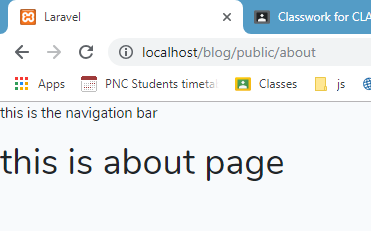 Laravel
Classwork for CLA
localhost/blog/public/about
Apps
PNC Students timetal
Classes
js
this is the navigation bar
this is about page